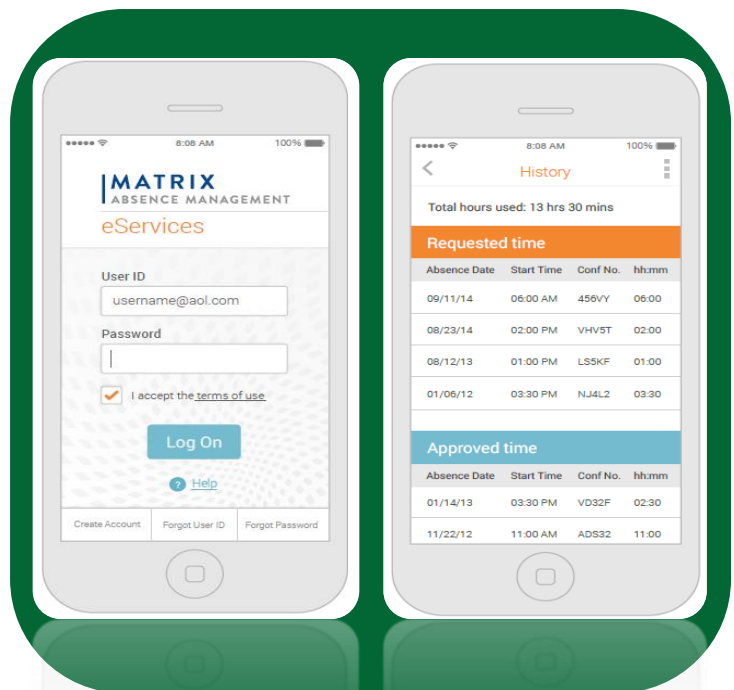 8:08 AM 100%
MATRIX
ABSENCE MANAGEMENT
eServices
User ID
username@aol.com
Password
I accept the terms of use
Log On
? Help
Create Account Forgot User ID Forgot Password
8:08 AM 100%
History
Total hours used: 13 hrs 30 mins
Requested time
Absence Date Start Time Conf No. hh:mm
09/11/14 06:00 AM 456VY 06:00
08/23/14 02:00 PM VHV5T 02:00
08/12/13 01:00 PM LS5KF 01:00
01/06/12 03:30 PM NJ4L2 03:30
Approved time
Absence Date Start Time Conf No. hh:mm
01/14/13 03:30 PM VD32F 02:30
11/22/12 11:00 AM ADS32 11:00